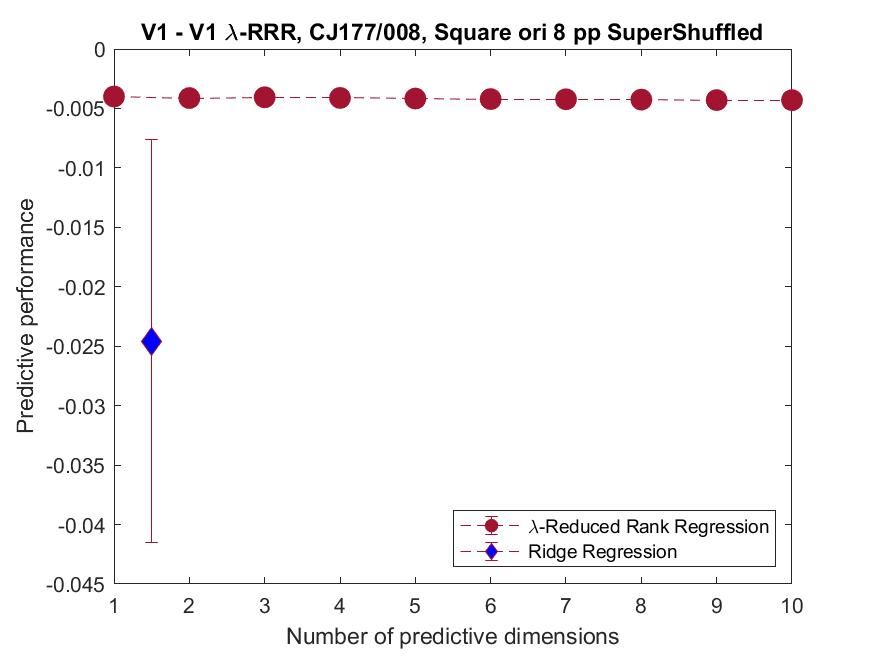 V1 - V1 λ-RRR, CJ177/008, Square ori 8 pp SuperShuffled
0
-0.005
-0.01
-0.015
-0.02
-0.025
-0.03
-0.035
-0.04
-0.045
Predictive performance
λ-Reduced Rank Regression
Ridge Regression
1 2 3 4 5 6 7 8 9 10
Number of predictive dimensions